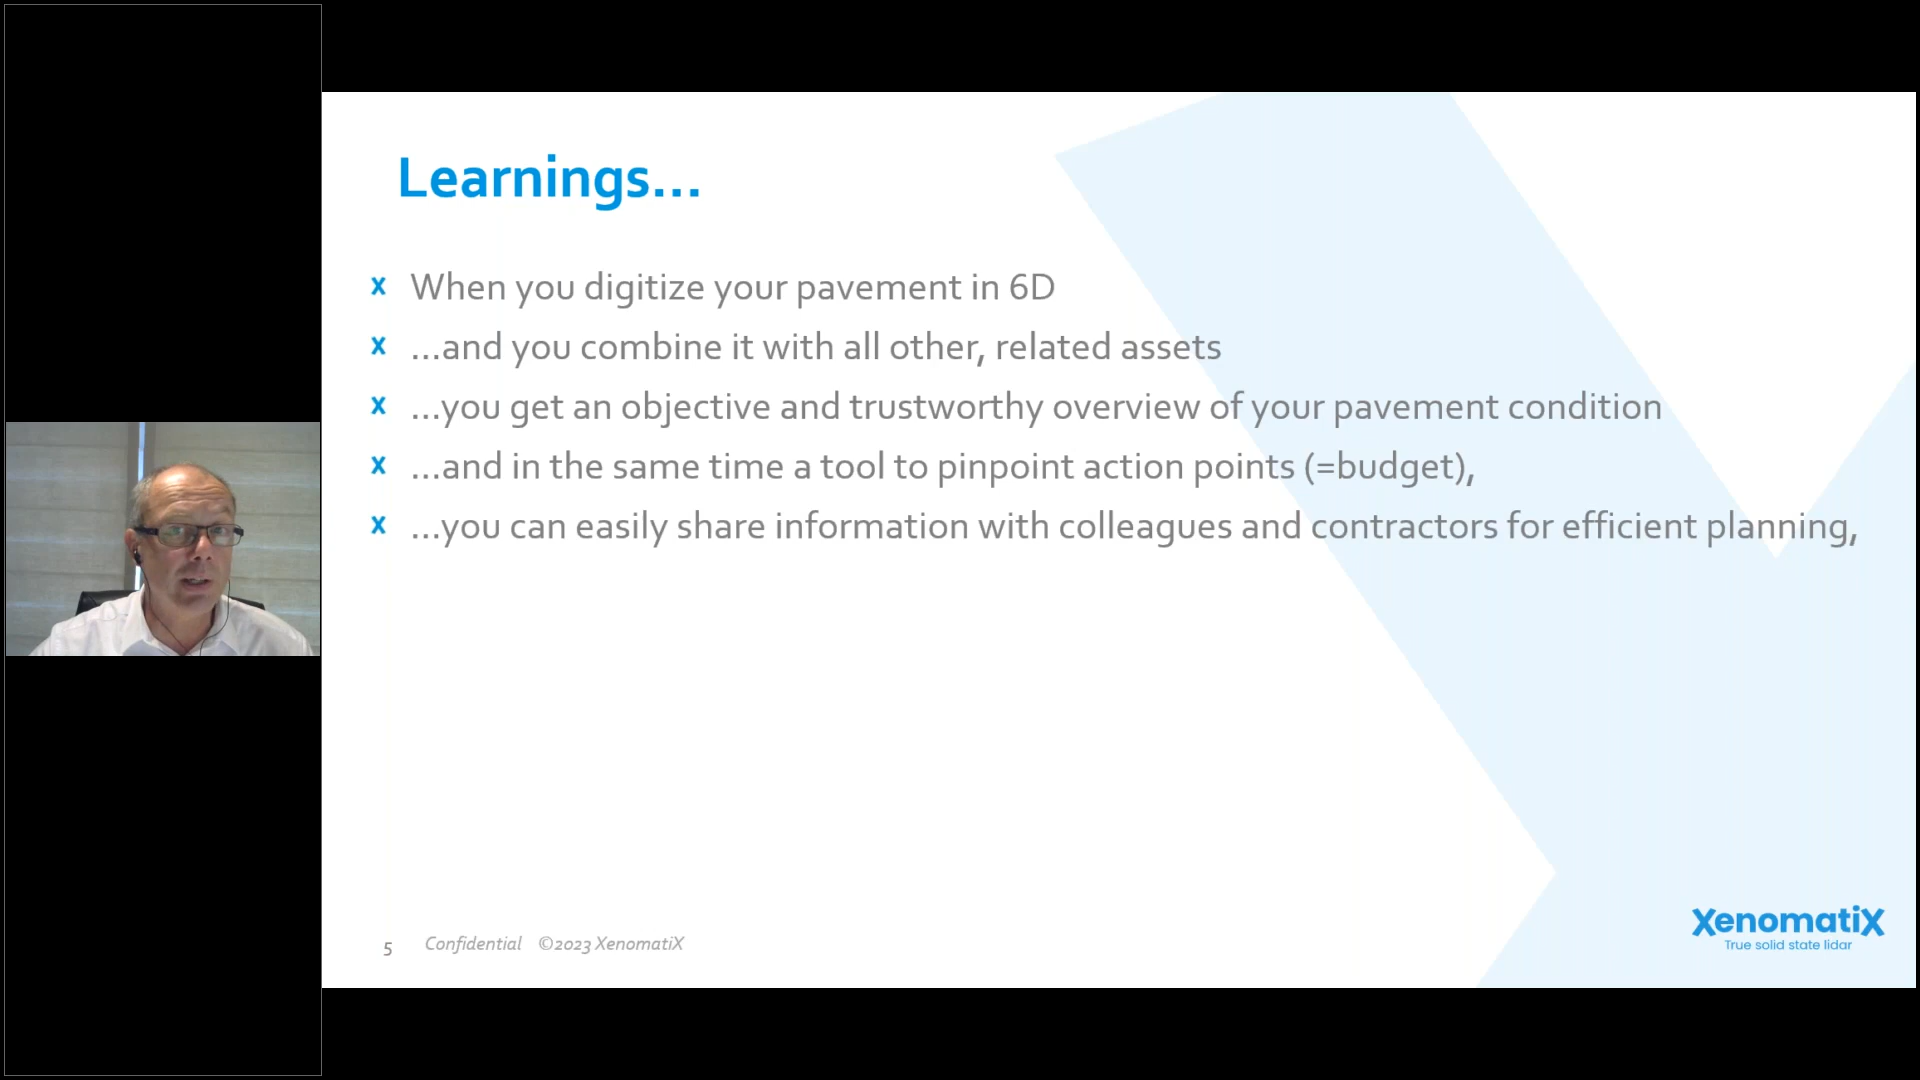 Learnings...
x When you digitize your pavement in 6D
x ...and you combine it with all other, related assets
x ...you get an objective and trustworthy overview of your pavement condition
x ...and in the same time a tool to pinpoint action points (=budget),
x ...you can easily share information with colleagues and contractors for efficient planning,
5 Confidential ©2023 XenomatiX
XenomatiX
True solid state lidar